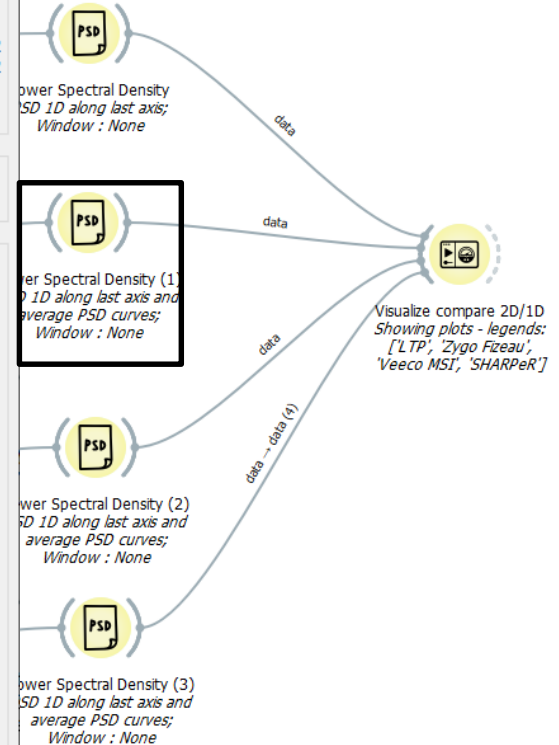 PSD
ower Spectral Density
SD 1D along last axis;
Window : None
data
PSD
er Spectral Density (1)
D 1D along last axis and
average PSD curves;
Window : None
data
Visualize compare 2D/1D
Showing plots - legends:
['LTP', 'Zygo Fizeau',
'Veeco MSI', 'SHARPeR']
data
data → data (4)
PSD
wer Spectral Density (2)
SD 1D along last axis and
average PSD curves;
Window : None
PSD
ower Spectral Density (3)
SD 1D along last axis and
average PSD curves;
Window : None